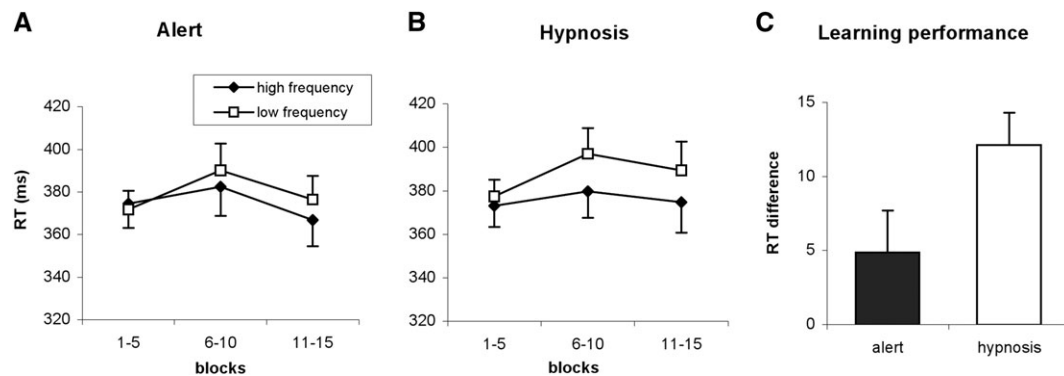 A
Alert
high frequency
low frequency
RT (ms)
420
400
380
360
340
320
1-5
6-10
11-15
blocks
B
Hypnosis
420
400
380
360
340
320
1-5
6-10
11-15
blocks
C
Learning performance
RT difference
15
10
5
0
alert
hypnosis